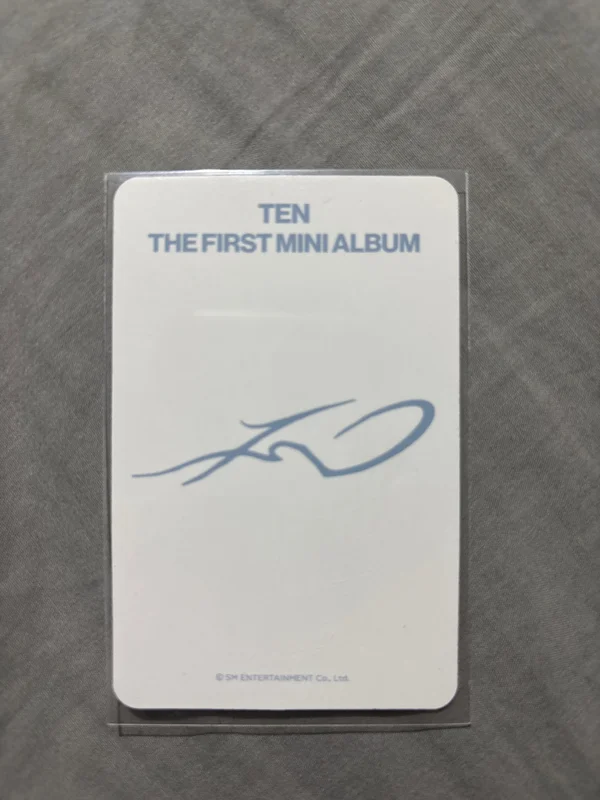 TEN
THE FIRST MINI ALBUM
© SM ENTERTAINMENT Co., Ltd.